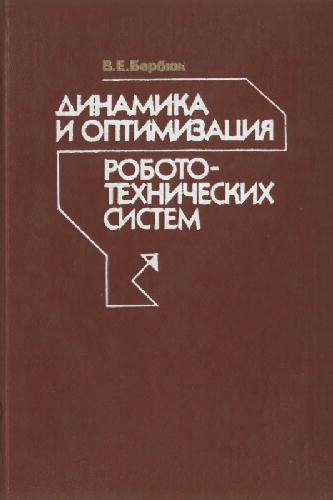 В.Е.Бербюк
ДИНАМИКА
И ОПТИМИЗАЦИЯ
РОБОТО-
ТЕХНИЧЕСКИХ
СИСТЕМ